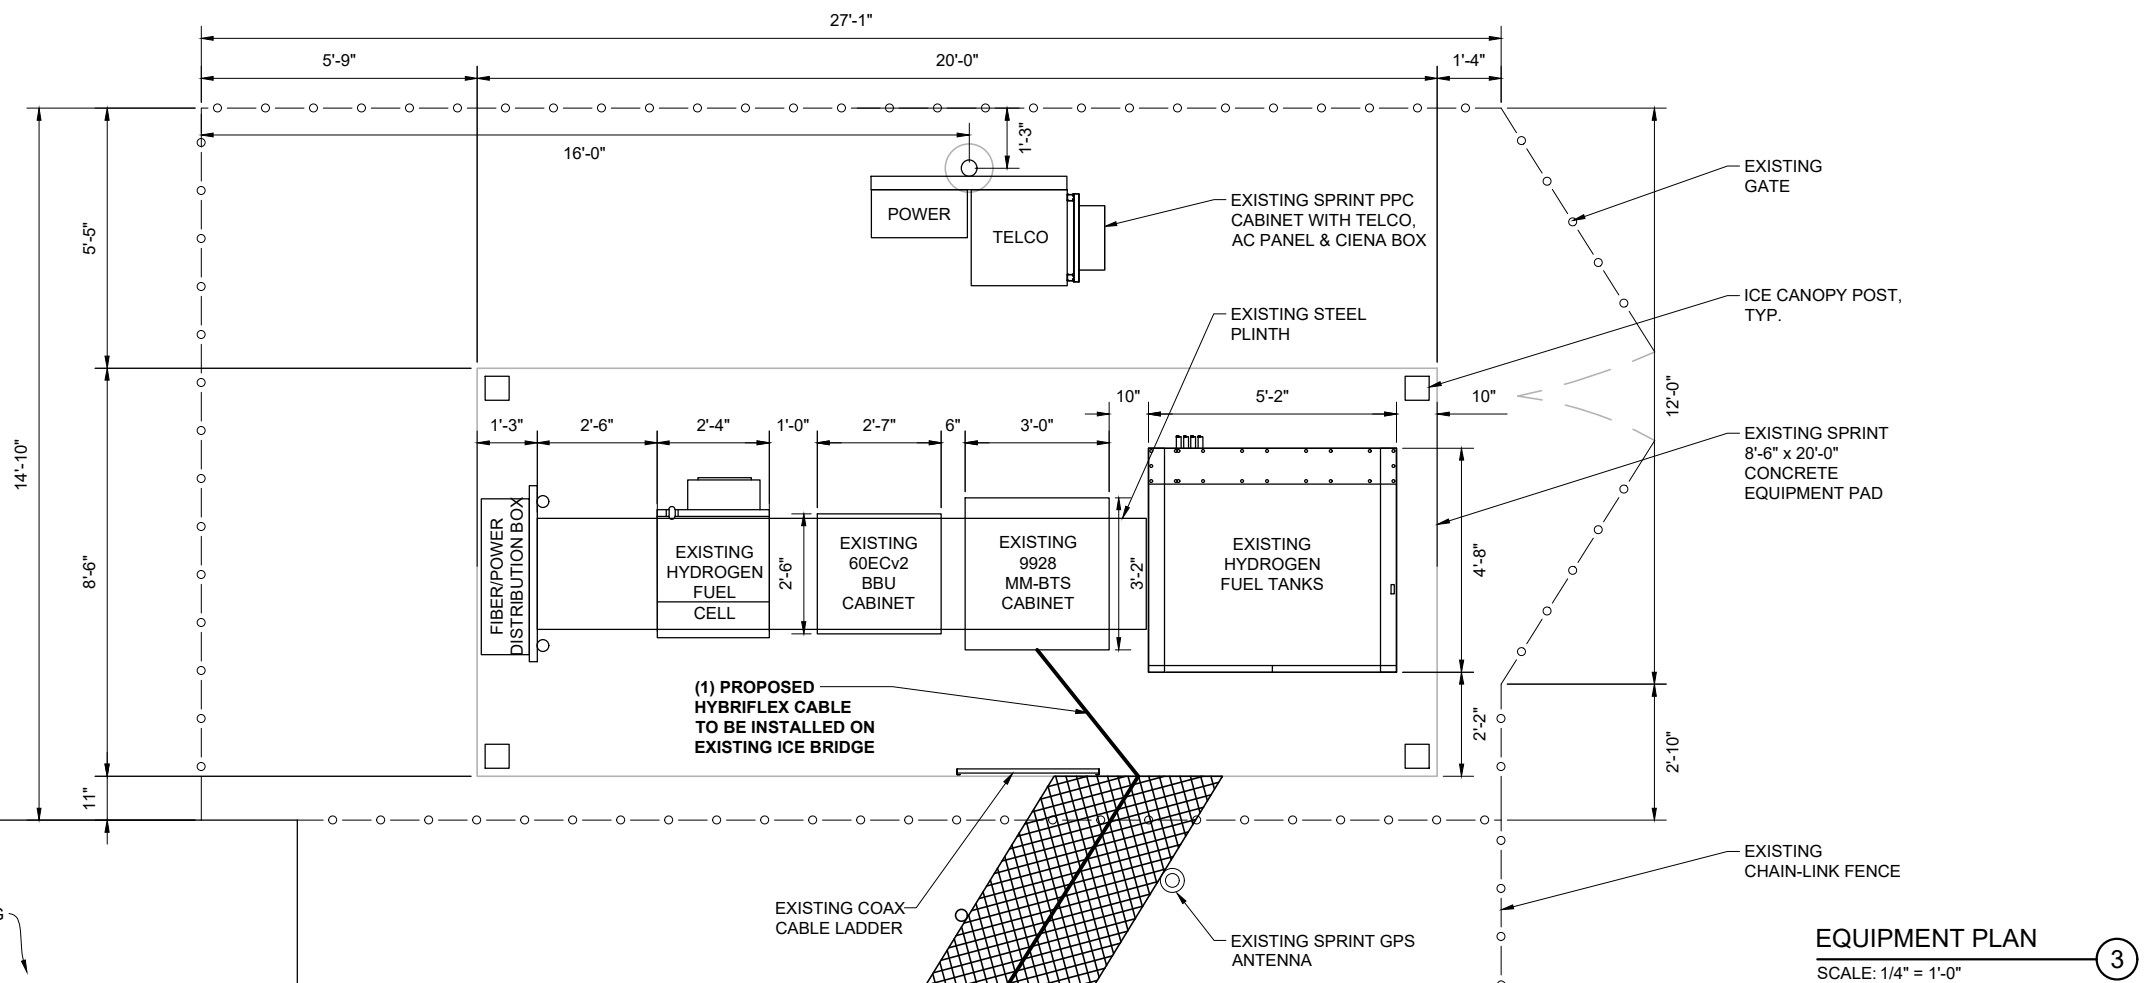 27'-1"
5'-9"
20'-0"
1'-4"
16'-0"
1'-3"
POWER
TELCO
EXISTING SPRINT PPC
CABINET WITH TELCO,
AC PANEL & CIENA BOX
EXISTING
GATE
5'-5"
ICE CANOPY POST,
TYP.
EXISTING STEEL
PLINTH
14'-10"
8'-6"
11"
1'-3"
2'-6"
2'-4"
1'-0"
2'-7"
6"
3'-0"
10"
5'-2"
10"
12'-0"
EXISTING SPRINT
8'-6" x 20'-0"
CONCRETE
EQUIPMENT PAD
FIBER/POWER
DISTRIBUTION BOX
EXISTING
HYDROGEN
FUEL
CELL
2'-6"
EXISTING
60ECv2
BBU
CABINET
EXISTING
9928
MM-BTS
CABINET
3'-2"
EXISTING
HYDROGEN
FUEL TANKS
4'-8"
2'-2"
2'-10"
(1) PROPOSED
HYBRIFLEX CABLE
TO BE INSTALLED ON
EXISTING ICE BRIDGE
EXISTING
CHAIN-LINK FENCE
EXISTING COAX
CABLE LADDER
EXISTING SPRINT GPS
ANTENNA
EQUIPMENT PLAN
3
SCALE: 1/4" = 1'-0"